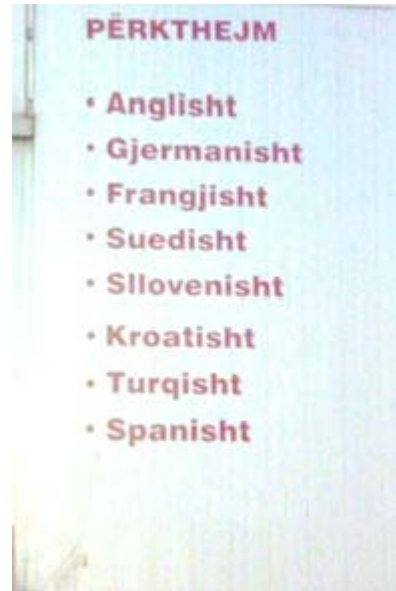 PËRKTHEJM
• Anglisht
• Gjermanisht
• Frangjisht
• Suedisht
• Sllovenisht
• Kroatisht
• Turqisht
• Spanisht